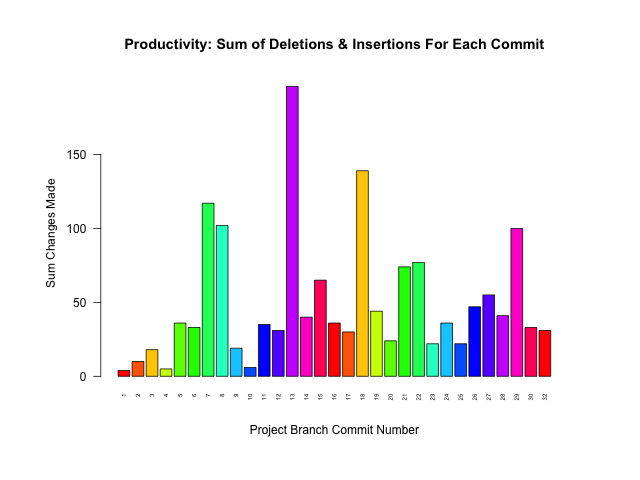 Productivity: Sum of Deletions & Insertions For Each Commit
Sum Changes Made
150
100
50
0
1 2 3 4 5 6 7 8 9 10 11 12 13 14 15 16 17 18 19 20 21 22 23 24 25 26 27 28 29 30 32
Project Branch Commit Number